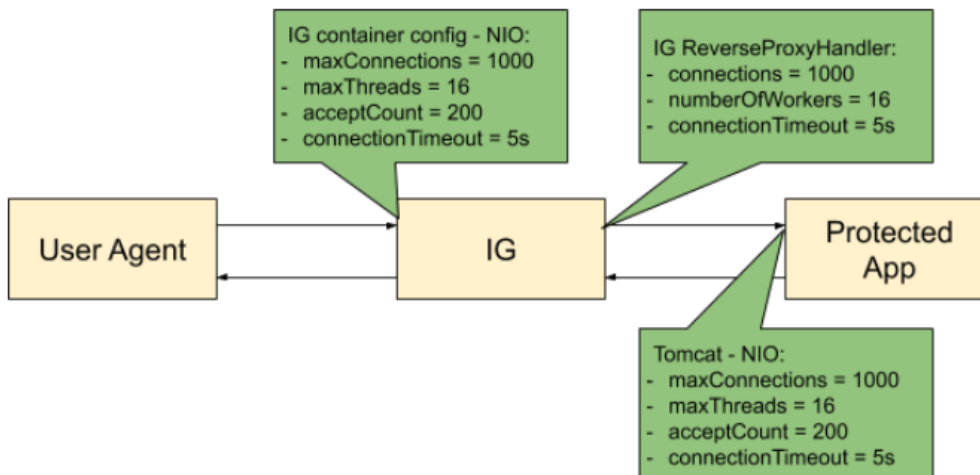 IG container config - NIO:
- maxConnections = 1000
- maxThreads = 16
- acceptCount = 200
- connectionTimeout = 5s
IG ReverseProxyHandler:
- connections = 1000
- numberOfWorkers = 16
- connectionTimeout = 5s
User Agent
IG
Protected
App
Tomcat - NIO:
- maxConnections = 1000
- maxThreads = 16
- acceptCount = 200
- connectionTimeout = 5s